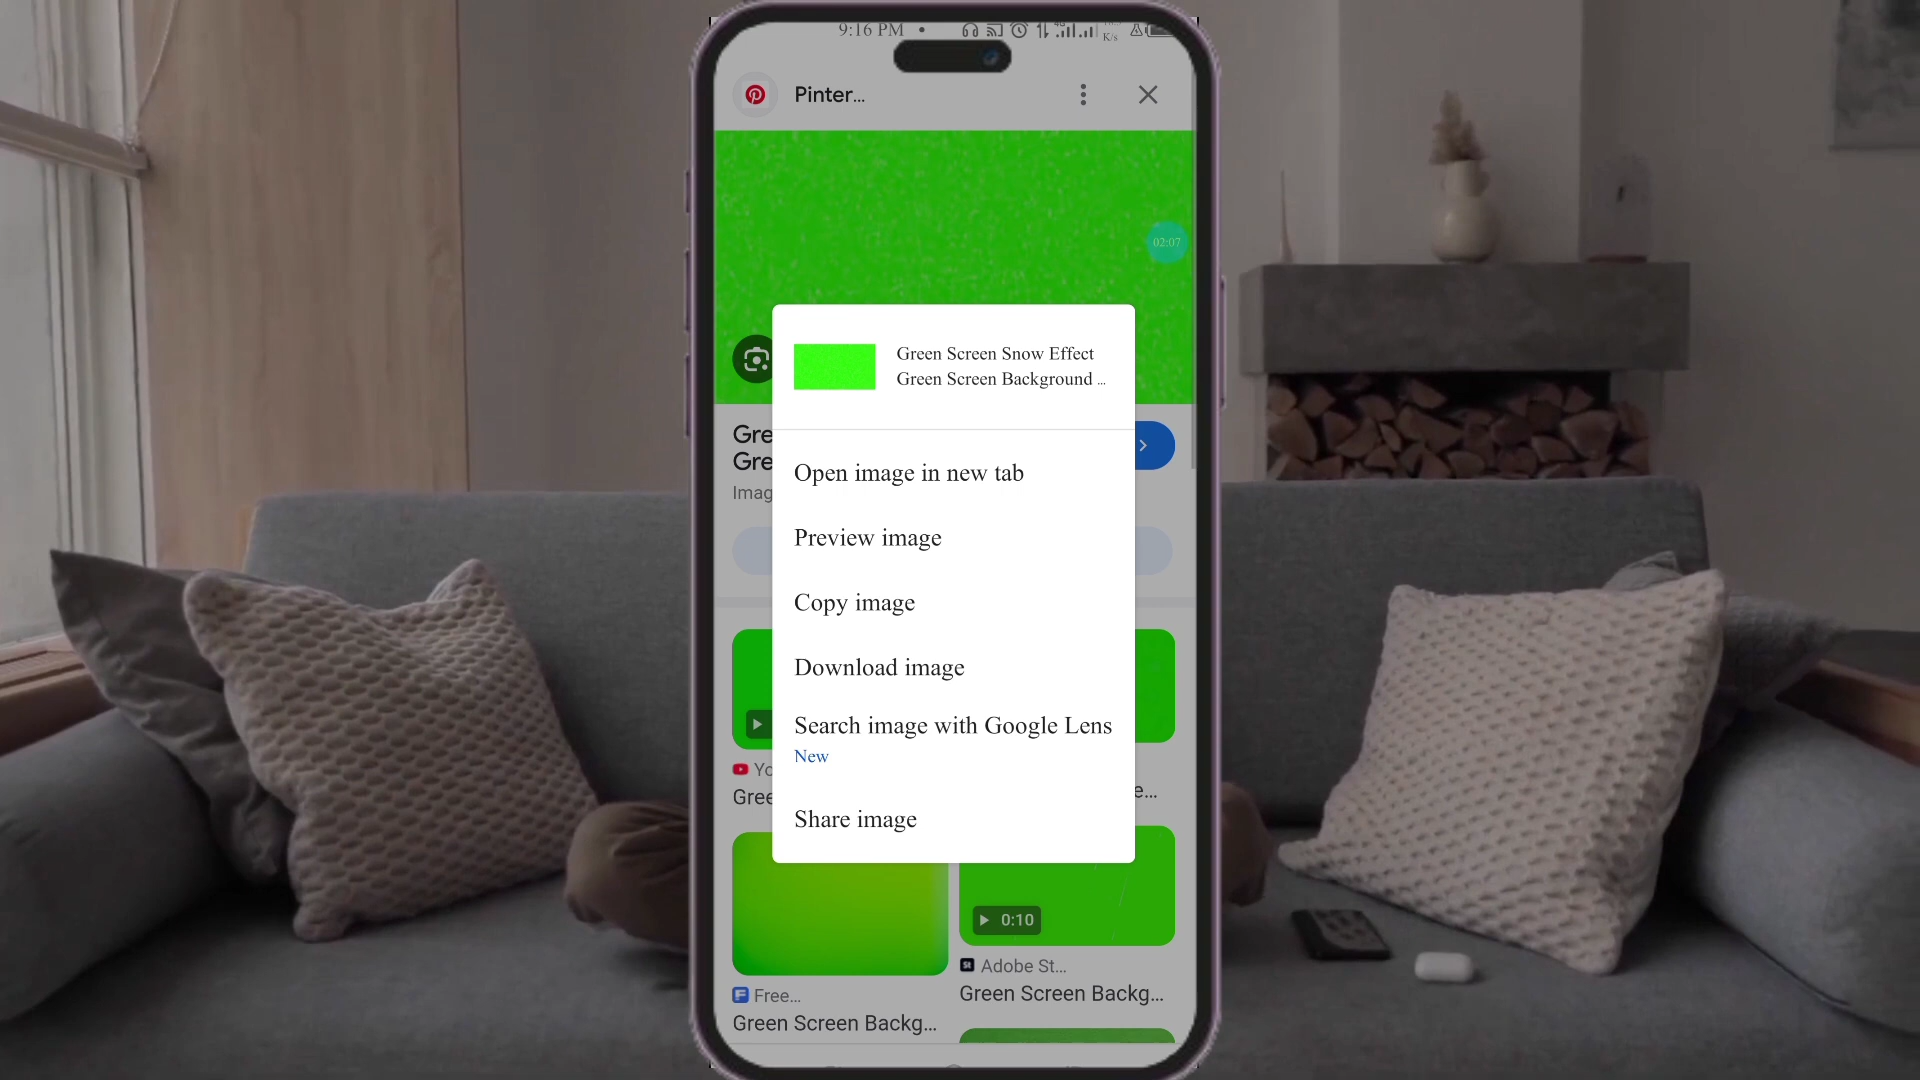 9:16 PM
K/s
Pinter...
02:07
Green Screen Snow Effect
Green Screen Background ...
Gre
Gre
Imag
Open image in new tab
Preview image
Copy image
Download image
Search image with Google Lens
New
Share image
Yo
Gree
e...
0:10
Free...
Green Screen Backg...
St
Adobe St...
Green Screen Backg...